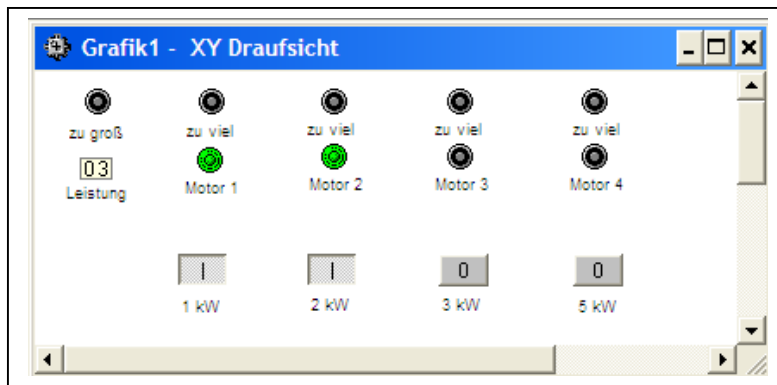 Grafik1 - XY Draufsicht
zu groß zu viel zu viel zu viel zu viel
03
Leistung Motor 1 Motor 2 Motor 3 Motor 4
I I 0 0
1 kW 2 kW 3 kW 5 kW